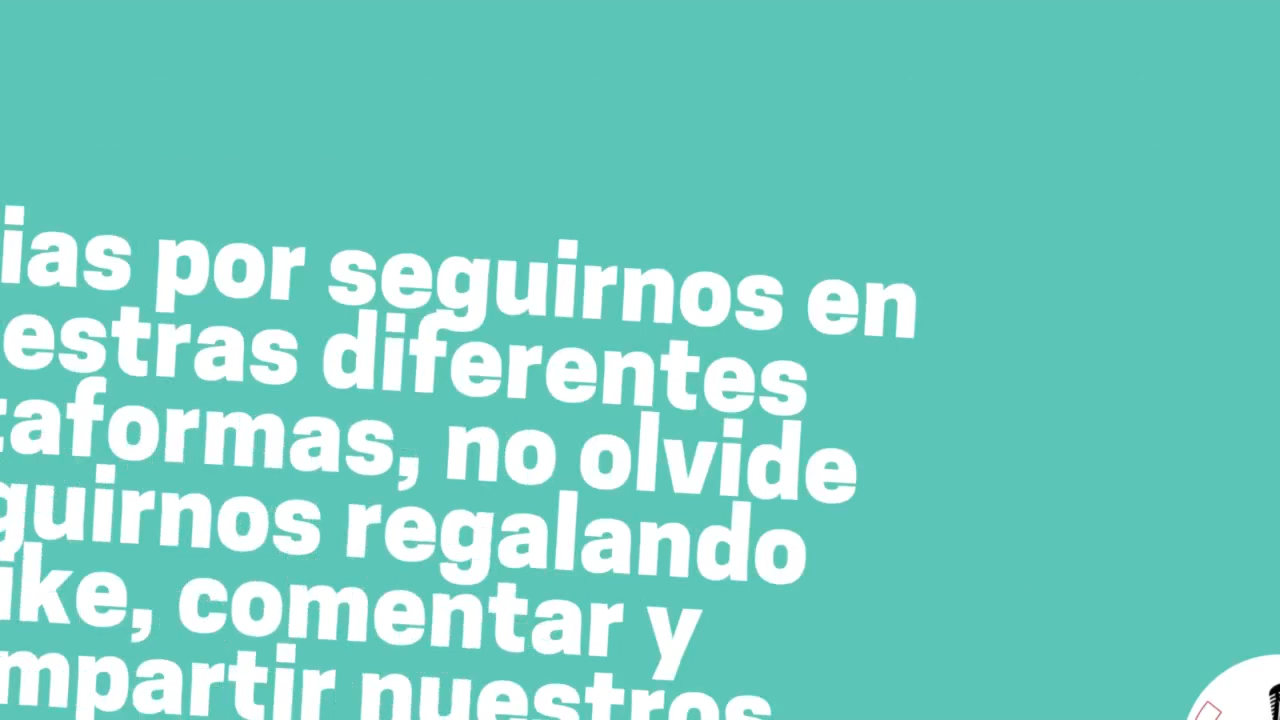 ias por seguirnos en
estras diferentes
taformas, no olvide
guirnos regalando
ike, comentar y
mpartir nuestros